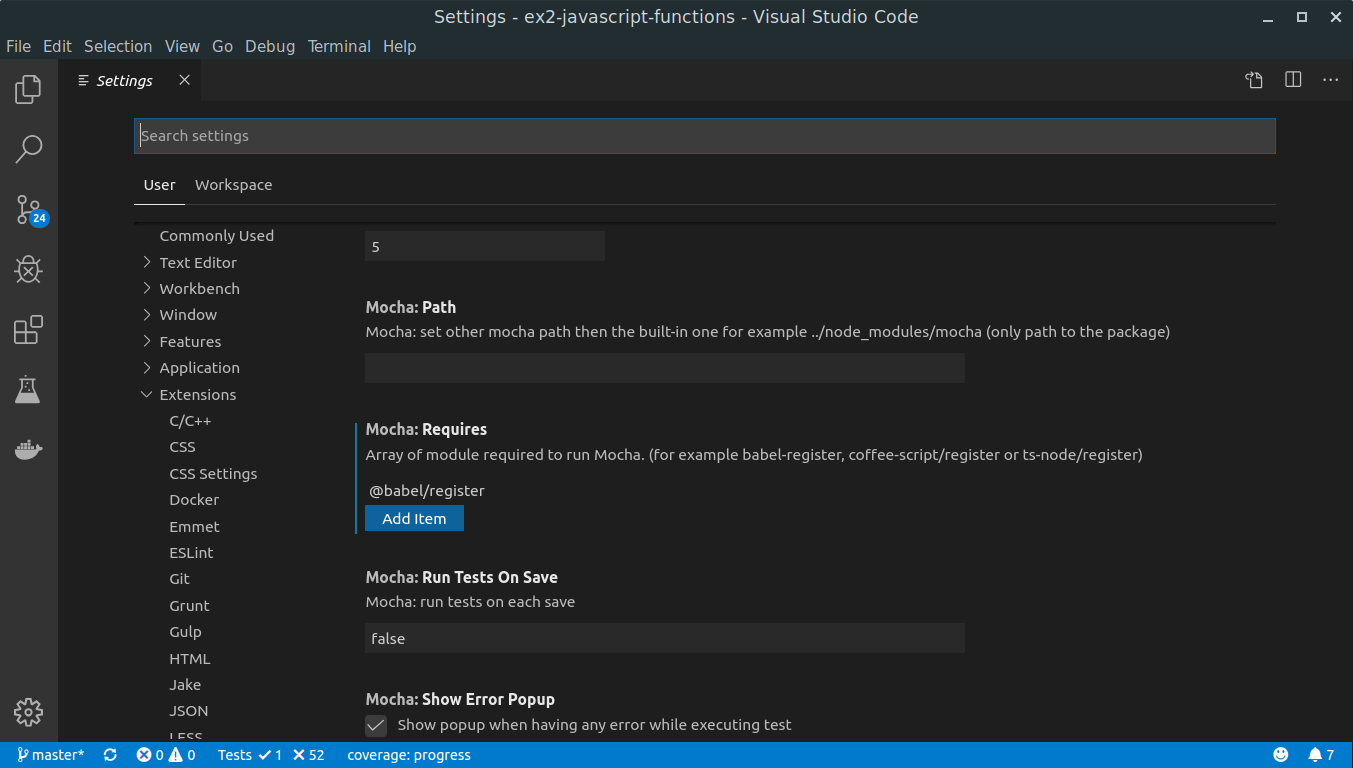 Settings - ex2-javascript-functions - Visual Studio Code
File Edit Selection View Go Debug Terminal Help
Settings
Search settings
User Workspace
24
Commonly Used
Text Editor
Workbench
Window
Features
Application
Extensions
C/C++
CSS
CSS Settings
Docker
Emmet
ESLint
Git
Grunt
Gulp
HTML
Jake
JSON
LESS
5
Mocha: Path
Mocha: set other mocha path then the built-in one for example ../node_modules/mocha (only path to the package)
Mocha: Requires
Array of module required to run Mocha. (for example babel-register, coffee-script/register or ts-node/register)
@babel/register
Add Item
Mocha: Run Tests On Save
Mocha: run tests on each save
false
Mocha: Show Error Popup
Show popup when having any error while executing test
master* 0 0 Tests 1 52 coverage: progress 7